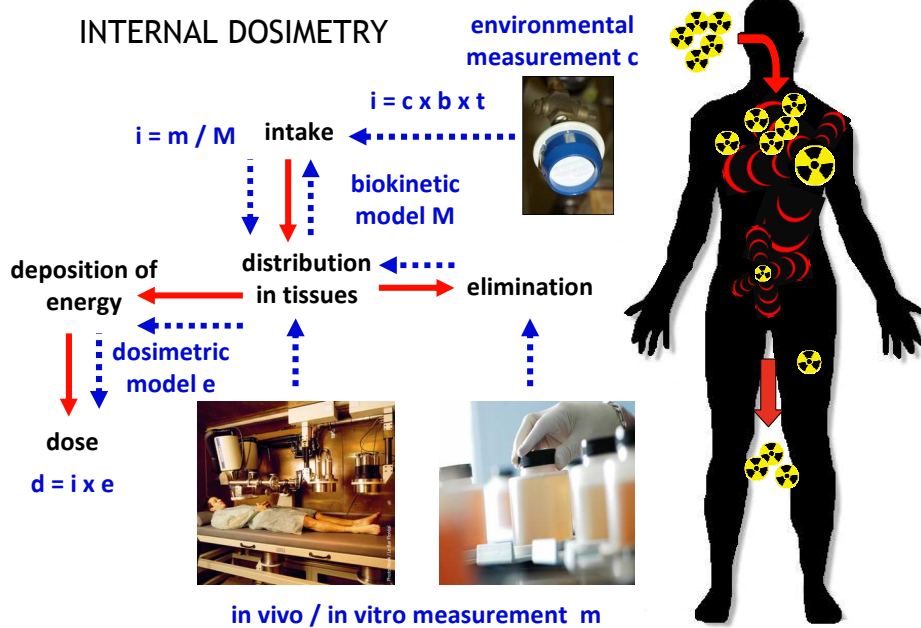 INTERNAL DOSIMETRY
environmental
measurement c
i = c x b x t
i = m / M
intake
biokinetic
model M
deposition of
energy
distribution
in tissues
elimination
dosimetric
model e
dose
d = i x e
in vivo / in vitro measurement m